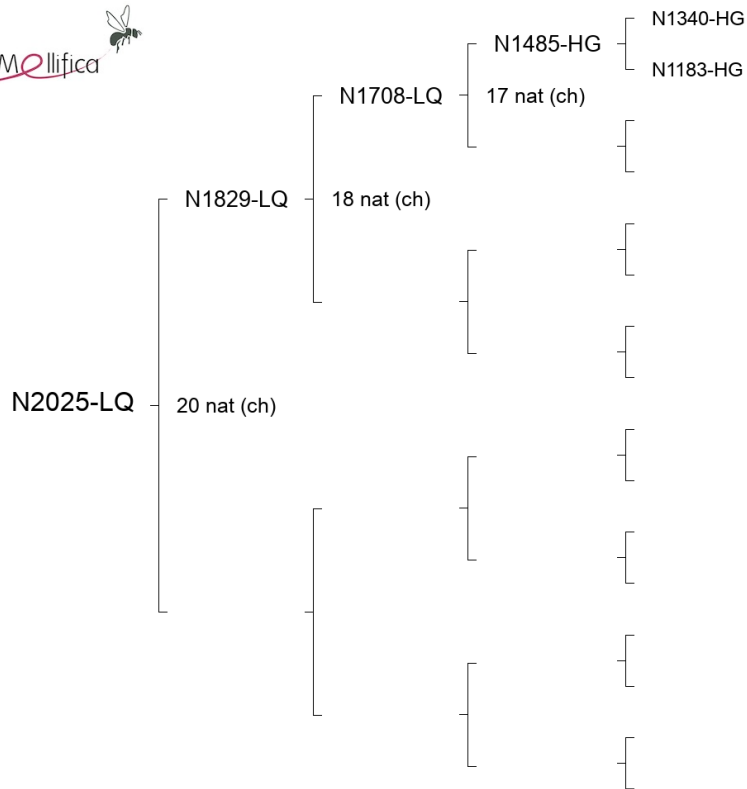 N1340-HG
Mellifica
N1485-HG
N1183-HG
N1708-LQ 17 nat (ch)
N1829-LQ 18 nat (ch)
N2025-LQ 20 nat (ch)